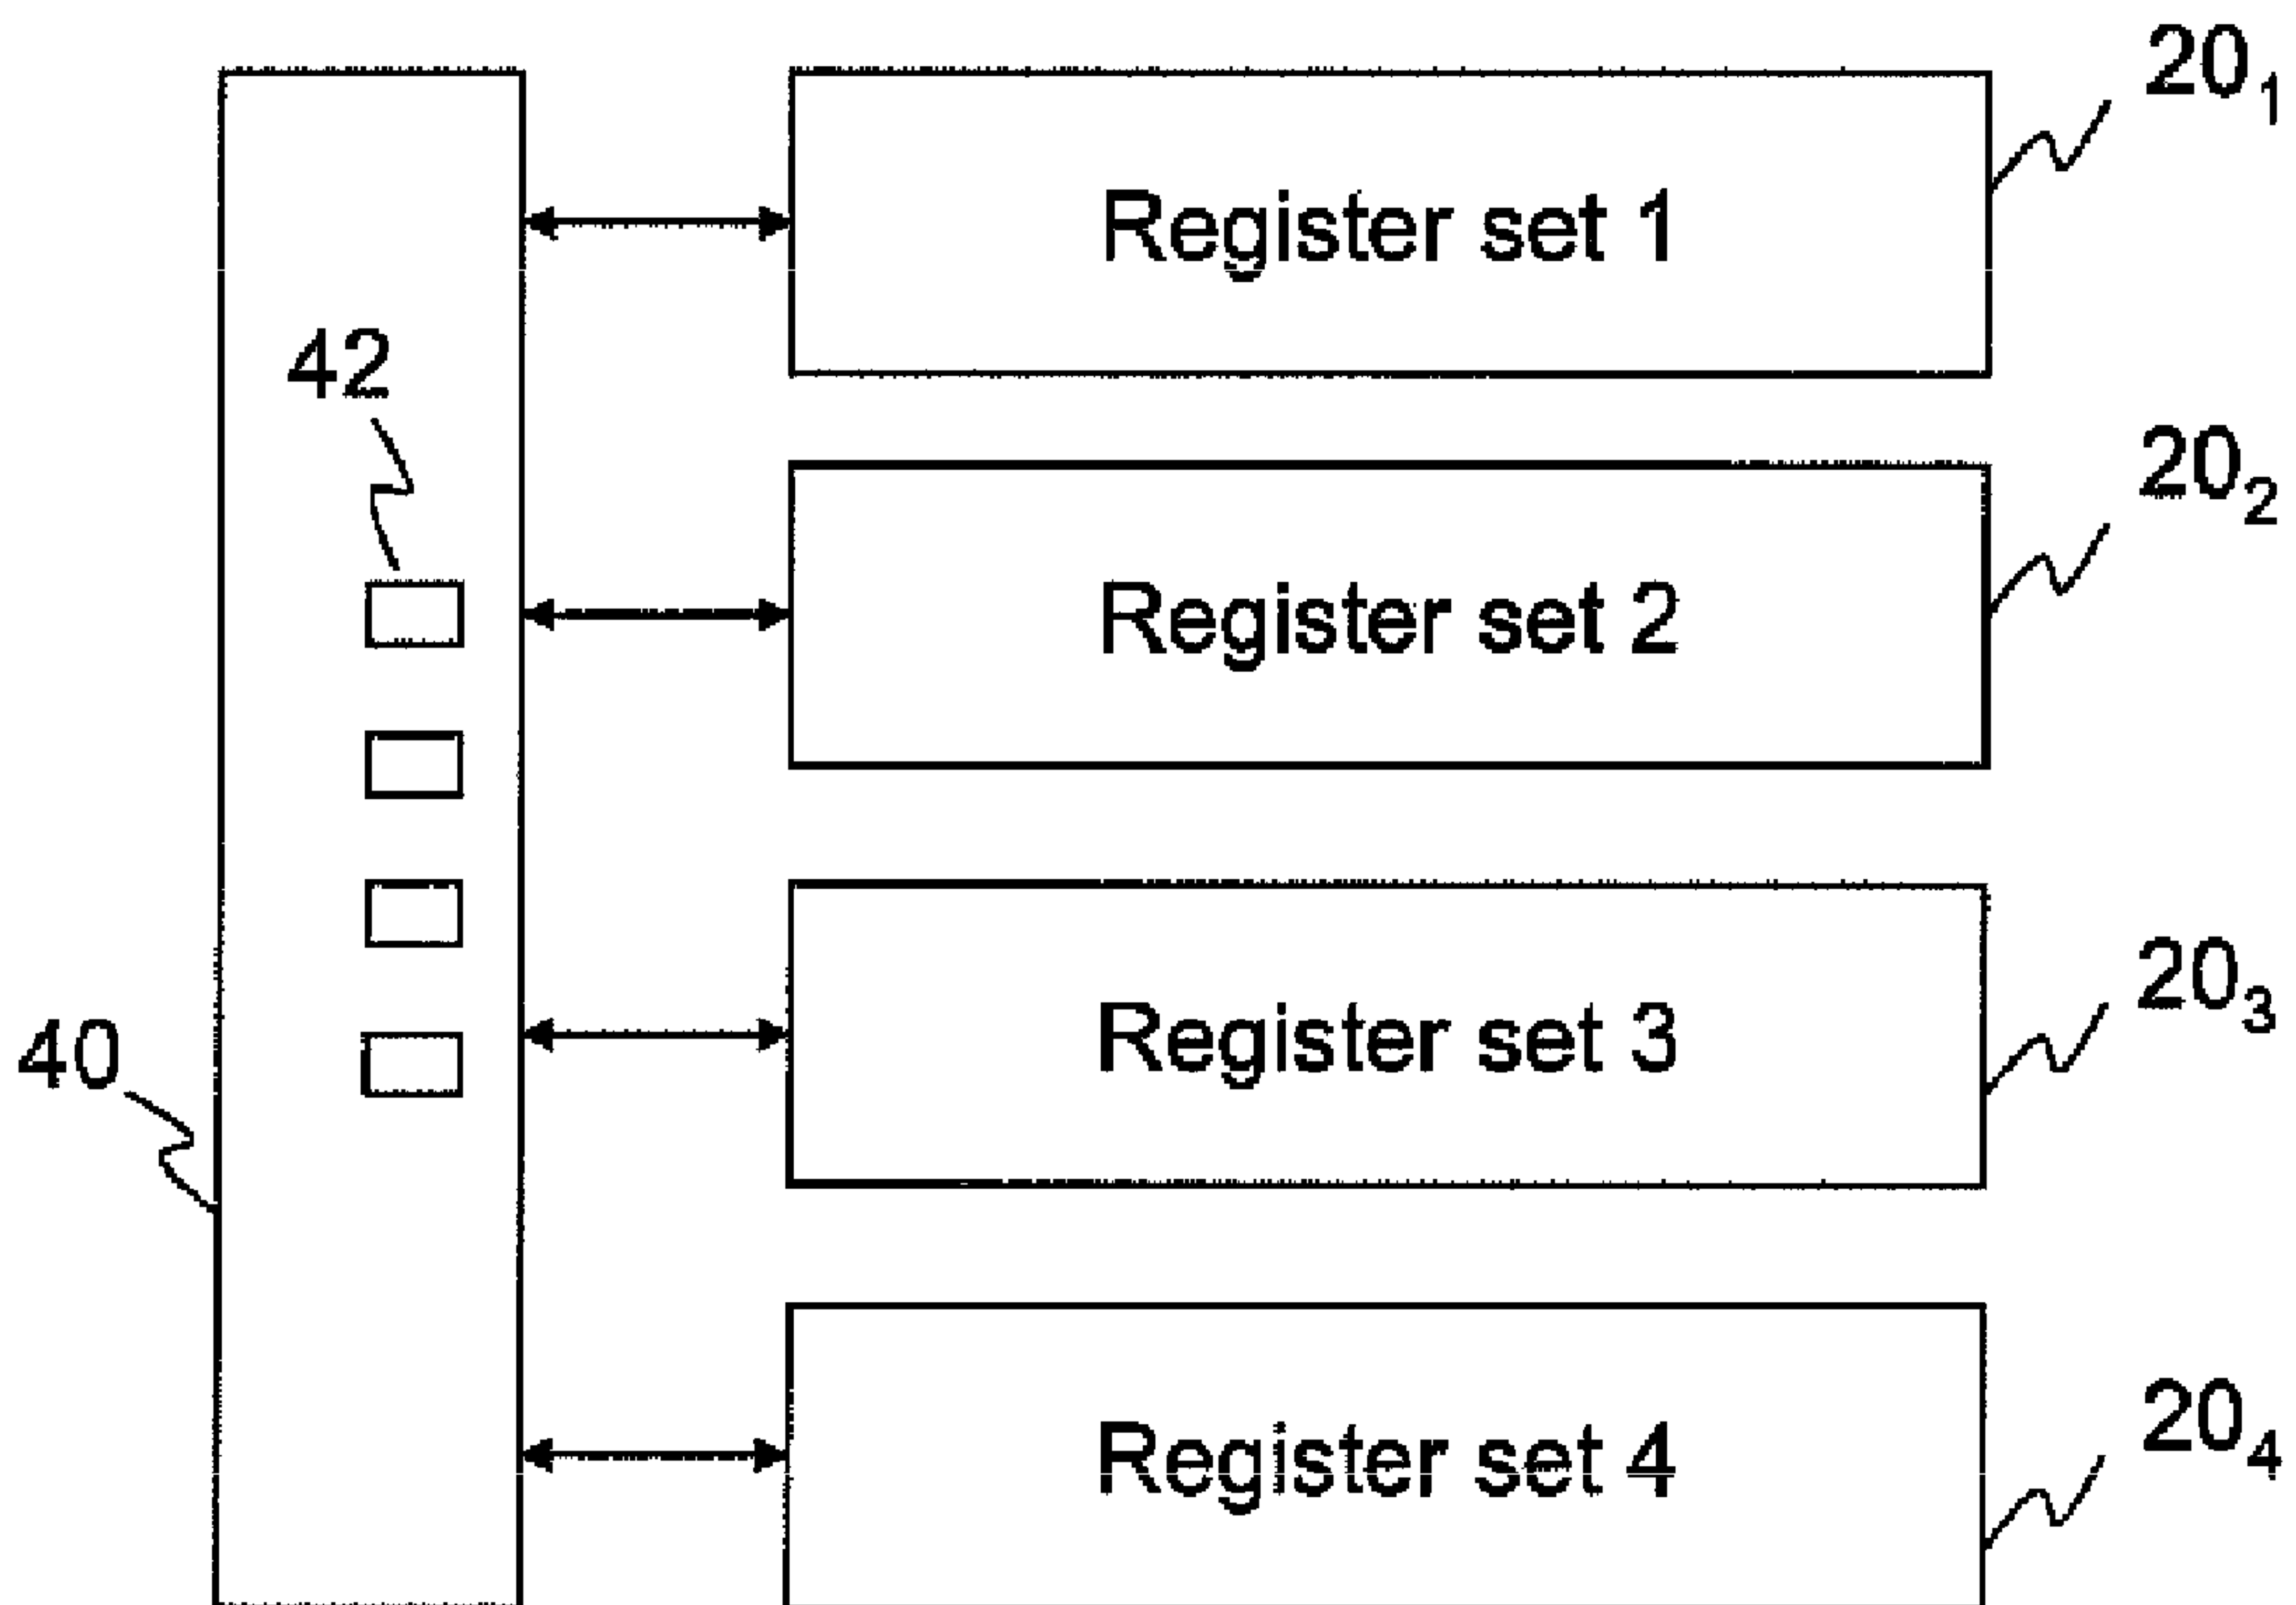 20₁
Register set 1
42
20₂
Register set 2
20₃
Register set 3
40
20₄
Register set 4